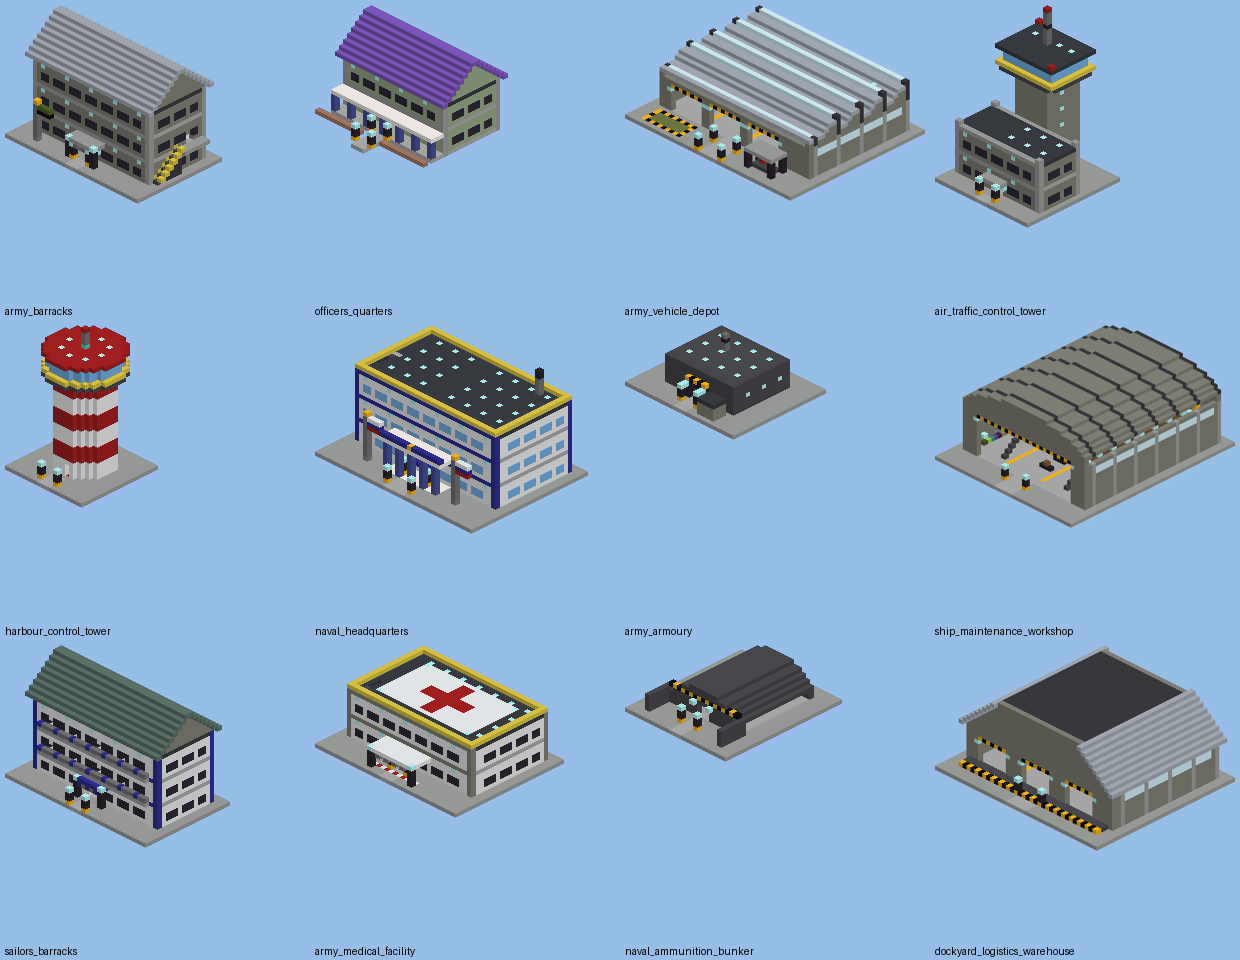 army_barracks
officers_quarters
army_vehicle_depot
air_traffic_control_tower
harbour_control_tower
naval_headquarters
army_armoury
ship_maintenance_workshop
sailors_barracks
army_medical_facility
naval_ammunition_bunker
dockyard_logistics_warehouse